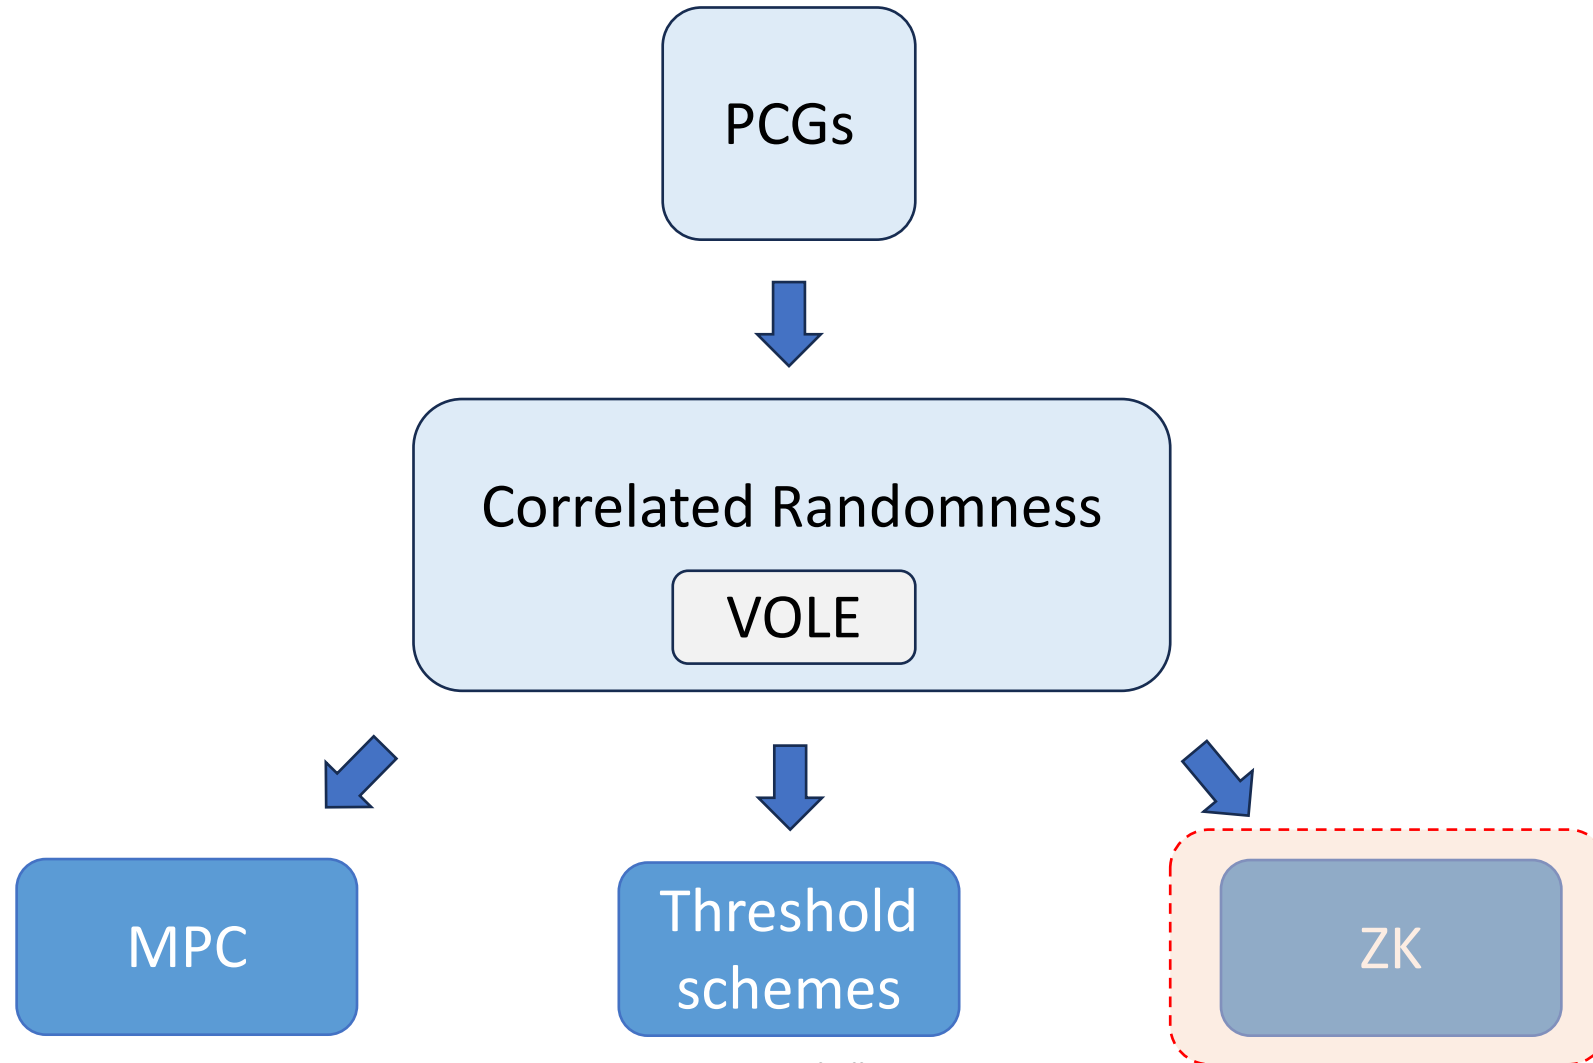 PCGs
Correlated Randomness
VOLE
MPC
Threshold
schemes
ZK